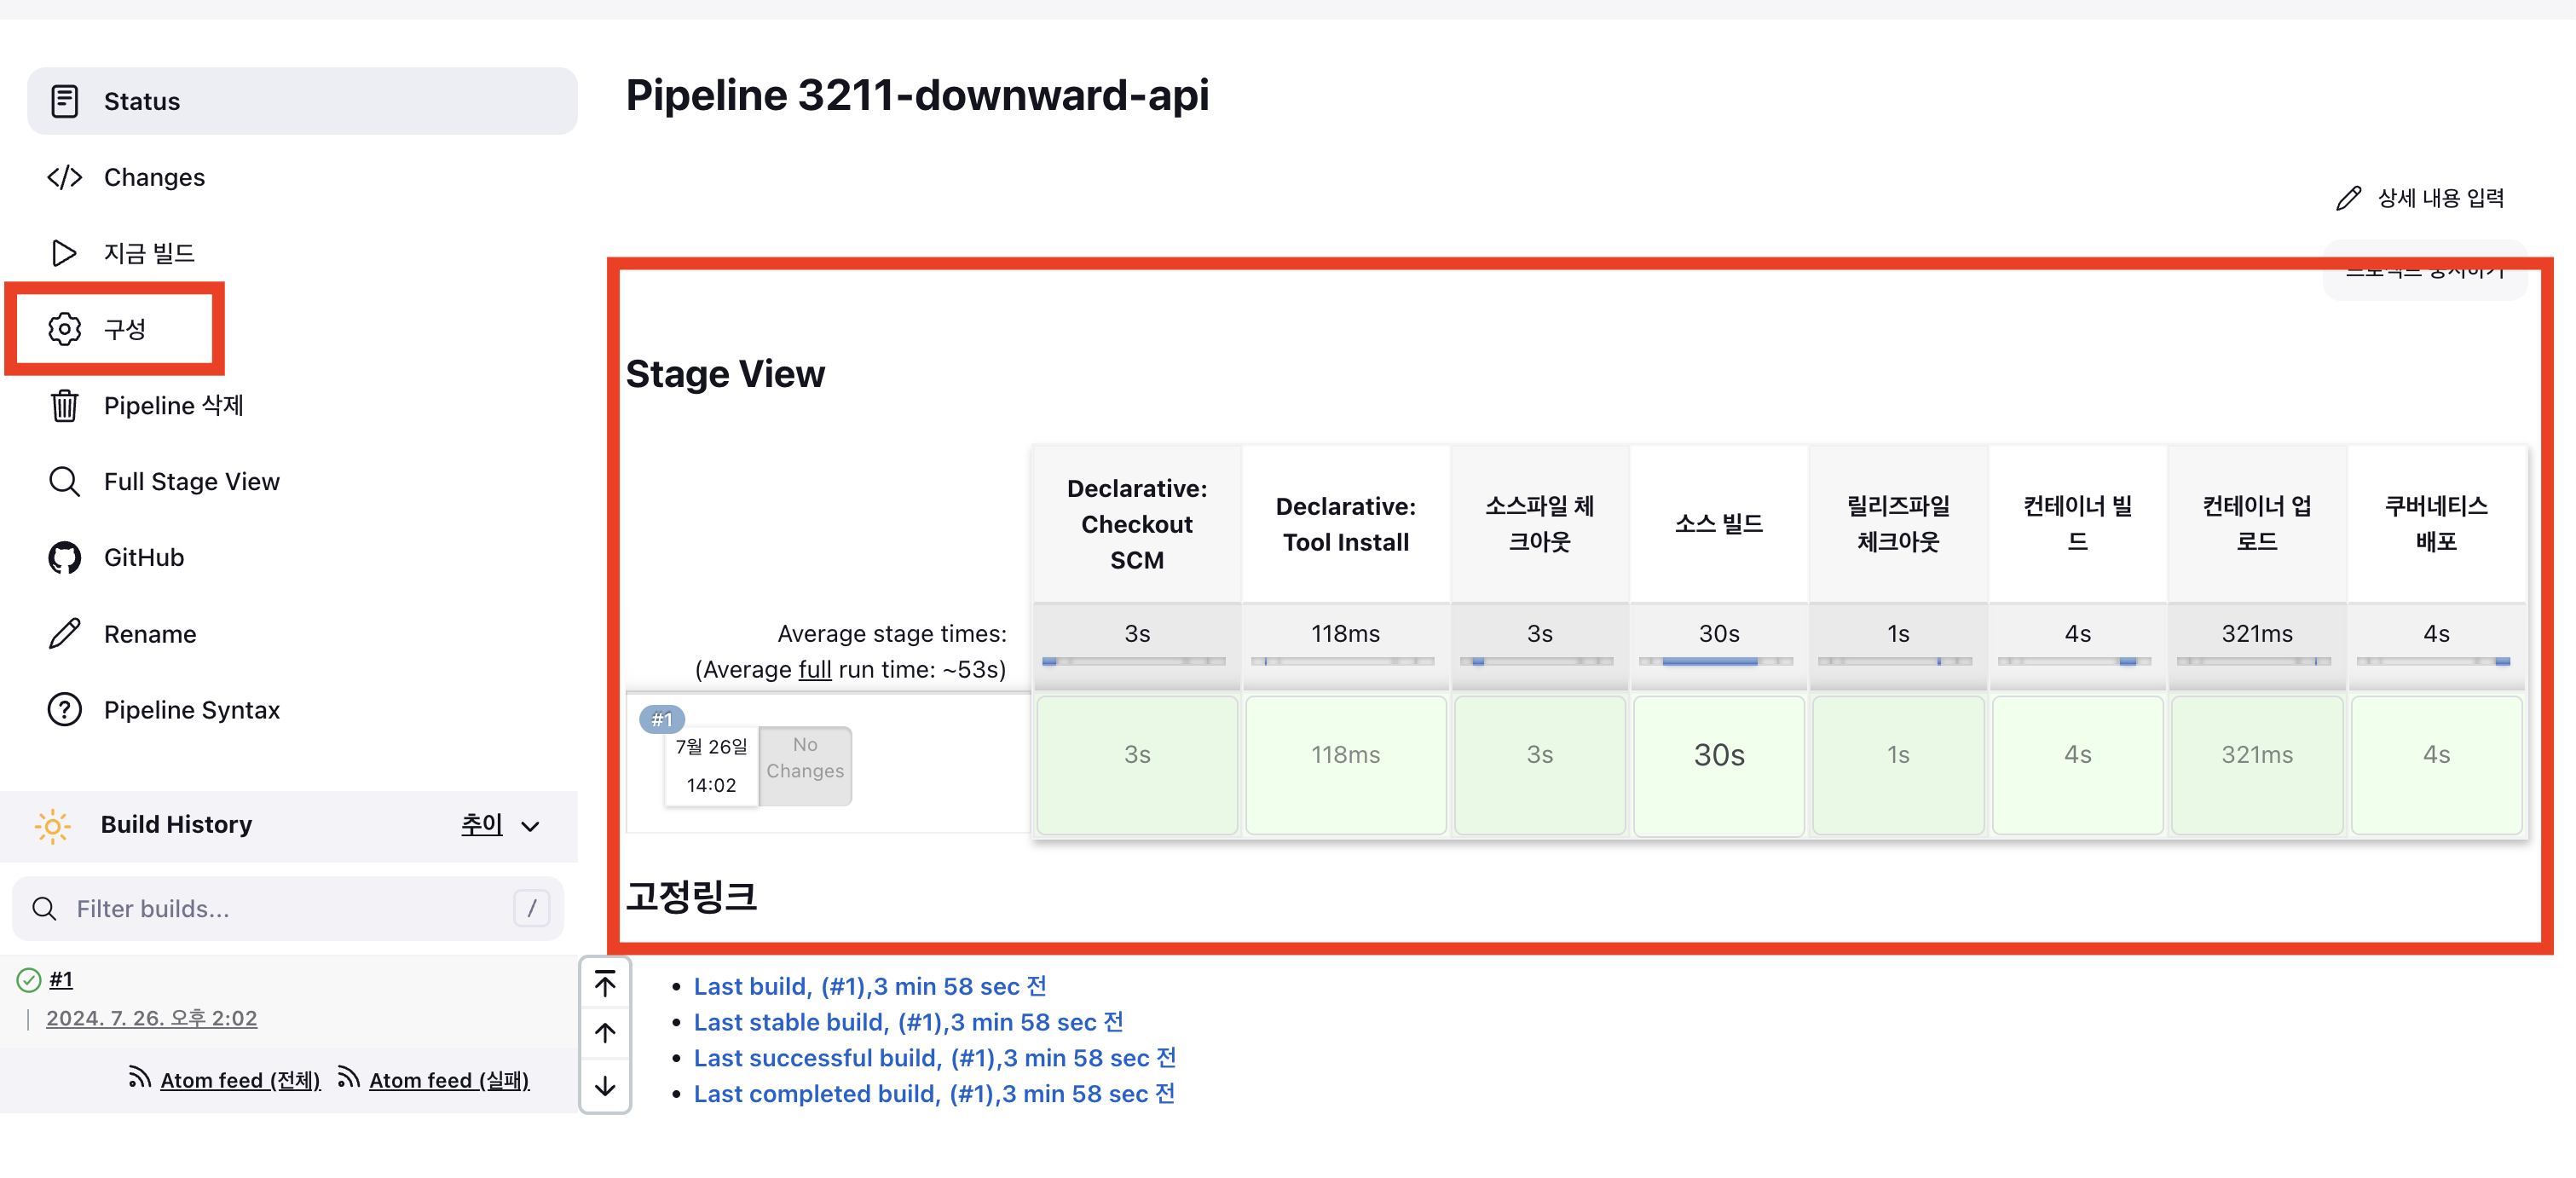 Status
Changes
지금 빌드
구성
Pipeline 삭제
Full Stage View
GitHub
Rename
Pipeline Syntax
Build History
추이
Filter builds...
/
#1
2024. 7. 26. 오후 2:02
Atom feed (전체)
Atom feed (실패)
Pipeline 3211-downward-api
상세 내용 입력
Stage View
Declarative:
Checkout
SCM
Declarative:
Tool Install
소스파일 체
크아웃
소스 빌드
릴리즈파일
체크아웃
컨테이너 빌
드
컨테이너 업
로드
쿠버네티스
배포
Average stage times:
(Average full run time: ~53s)
3s
118ms
3s
30s
1s
4s
321ms
4s
#1
7월 26일
14:02
No
Changes
3s
118ms
3s
30s
1s
4s
321ms
4s
고정링크
Last build, (#1),3 min 58 sec 전
Last stable build, (#1),3 min 58 sec 전
Last successful build, (#1),3 min 58 sec 전
Last completed build, (#1),3 min 58 sec 전